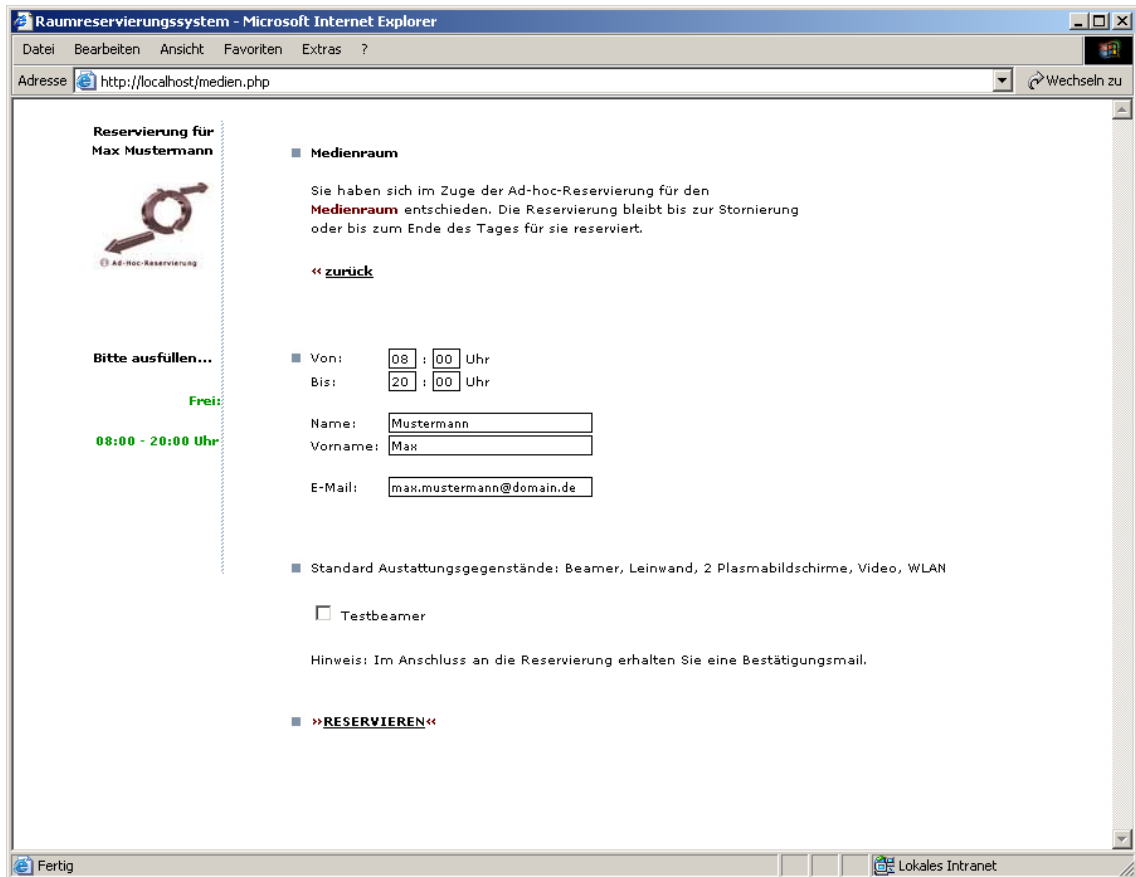 Raumreservierungssystem - Microsoft Internet Explorer
Datei Bearbeiten Ansicht Favoriten Extras ?
Adresse http://localhost/medien.php Wechseln zu
Reservierung für
Max Mustermann
Ad-Hoc-Reservierung
Medienraum
Sie haben sich im Zuge der Ad-hoc-Reservierung für den
Medienraum entschieden. Die Reservierung bleibt bis zur Stornierung
oder bis zum Ende des Tages für sie reserviert.
‹‹ zurück
Bitte ausfüllen...
Frei:
08:00 - 20:00 Uhr
Von: 08 : 00 Uhr
Bis: 20 : 00 Uhr
Name: Mustermann
Vorname: Max
E-Mail: max.mustermann@domain.de
Standard Austattungsgegenstände: Beamer, Leinwand, 2 Plasmabildschirme, Video, WLAN
Testbeamer
Hinweis: Im Anschluss an die Reservierung erhalten Sie eine Bestätigungsmail.
››RESERVIEREN‹‹
Fertig Lokales Intranet